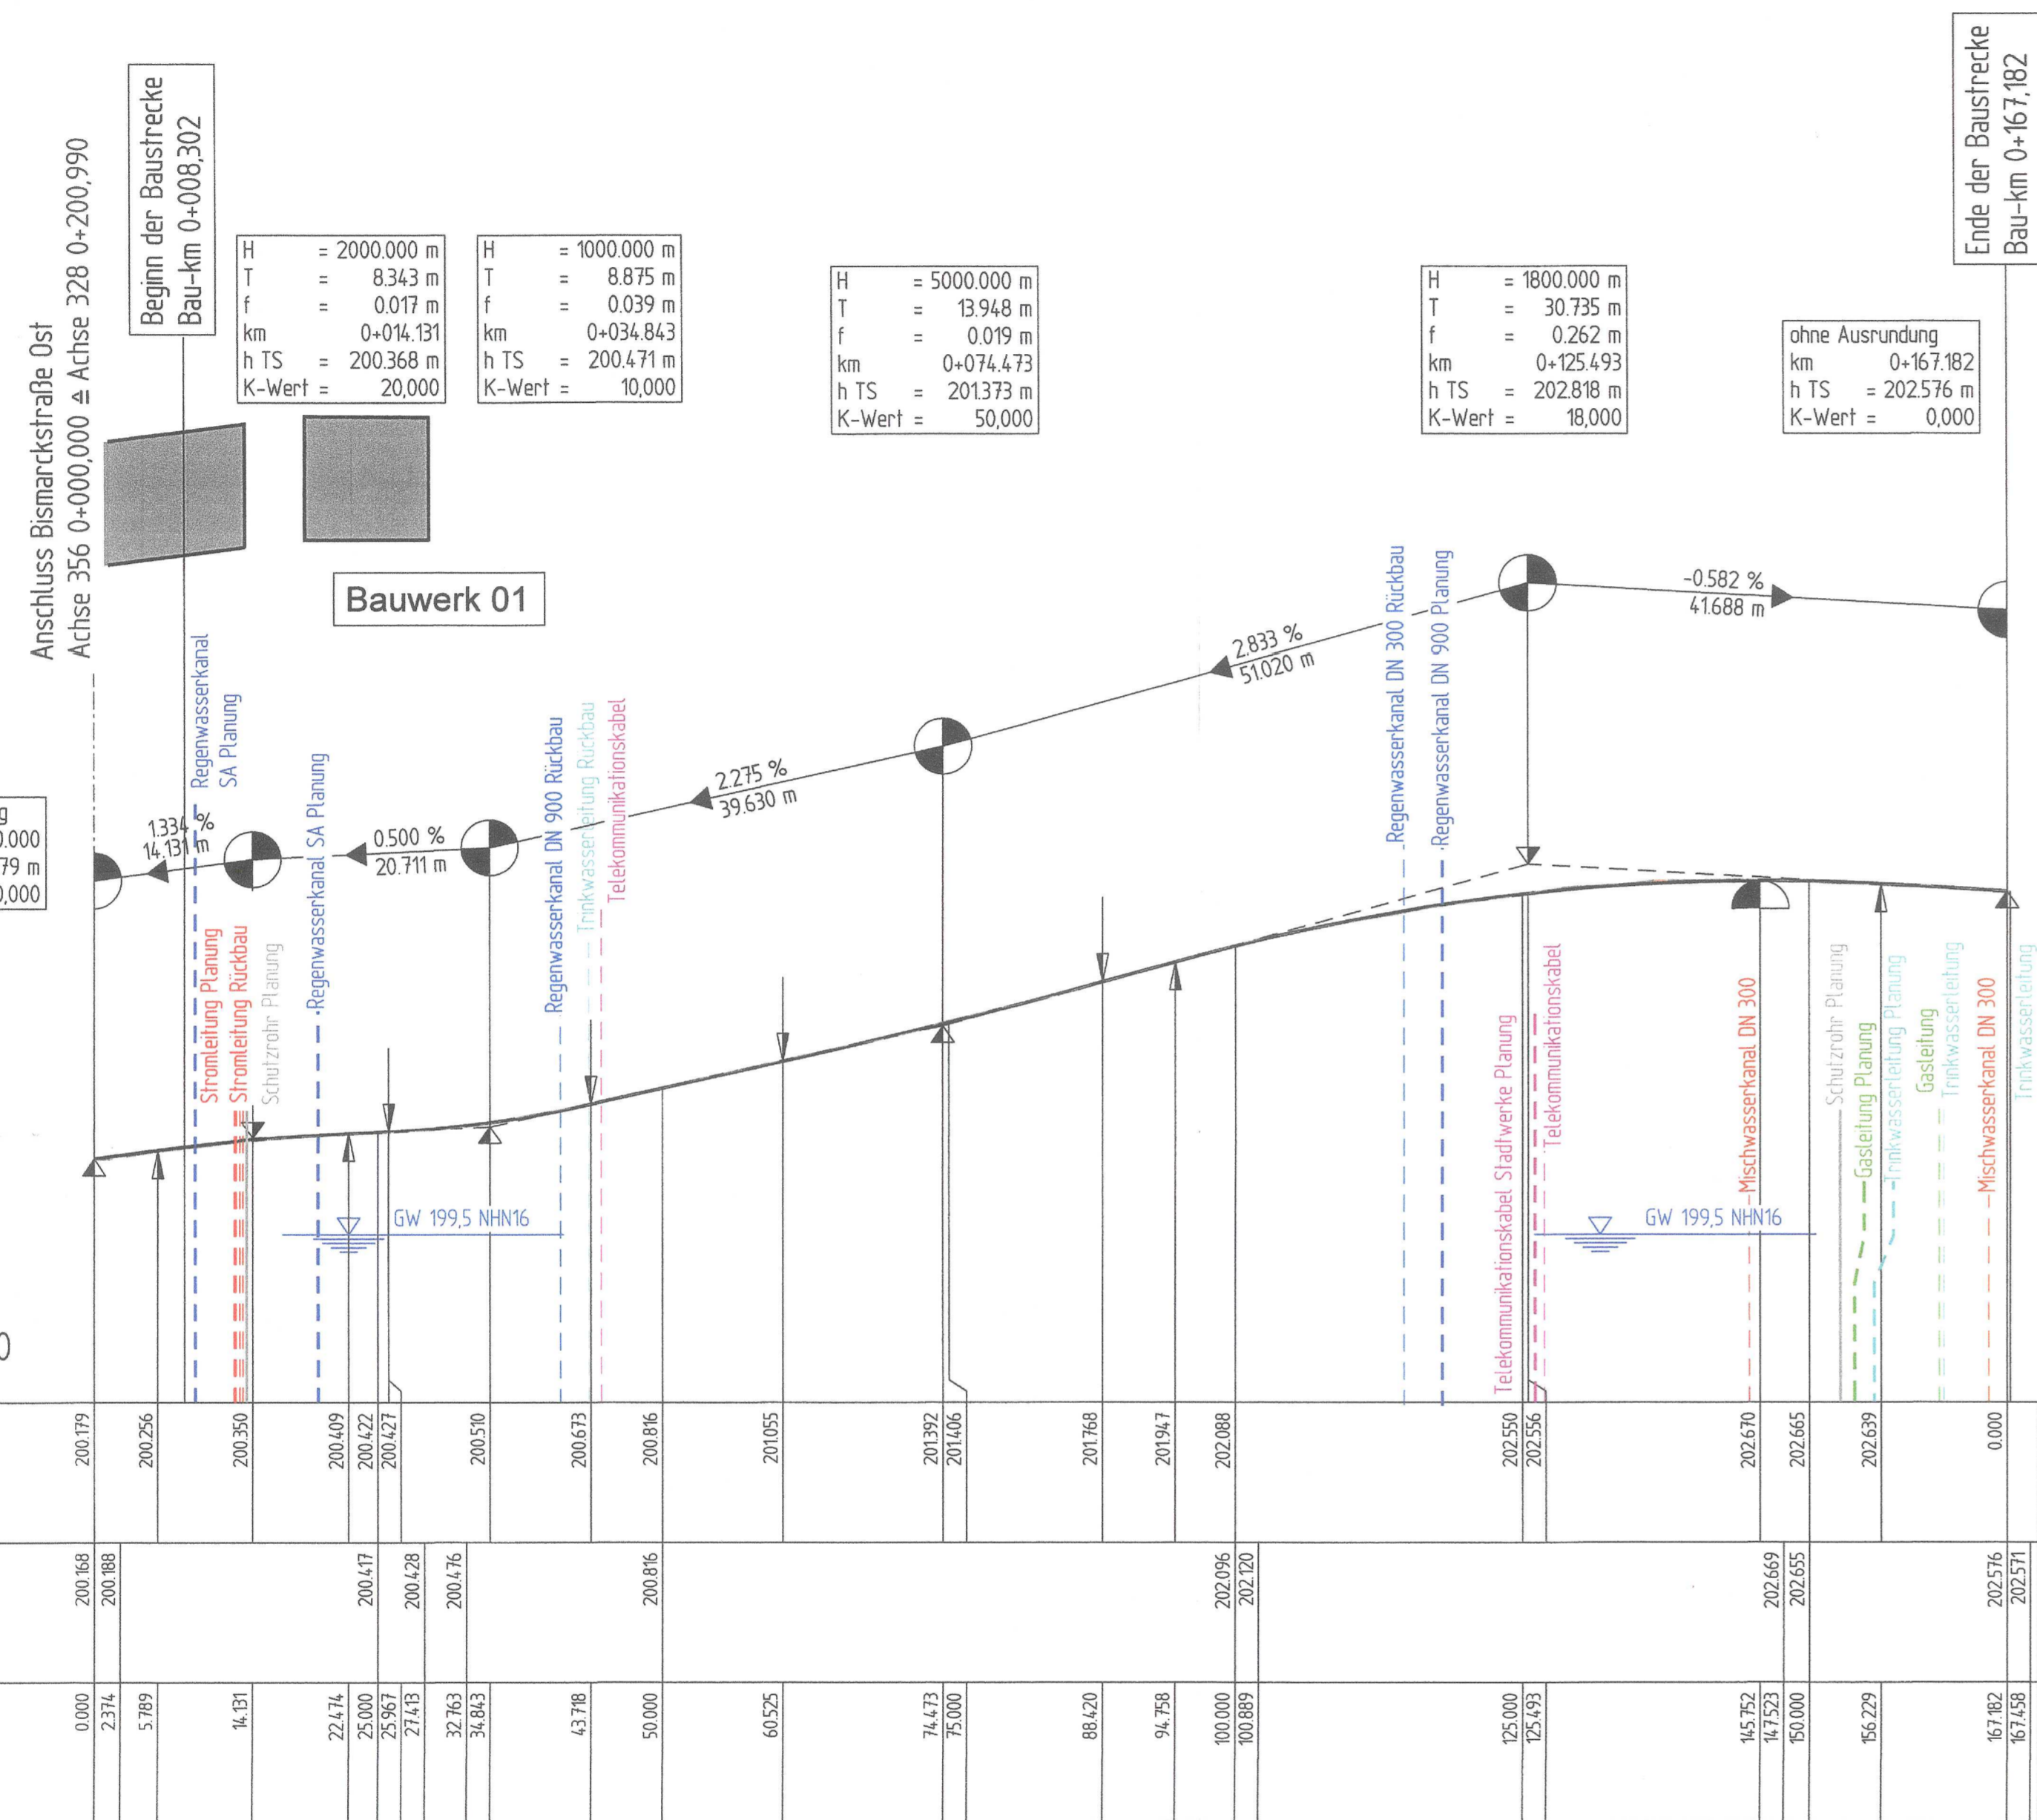 Anschluss Bismarckstraße Ost
Achse 356 0+000,000 ≙ Achse 328 0+200,990
Beginn der Baustrecke
Bau-km 0+008,302
Ende der Baustrecke
Bau-km 0+167,182
H = 2000.000 m
T = 8.343 m
f = 0.017 m
km 0+014.131
h TS = 200.368 m
K-Wert = 20,000
H = 1000.000 m
T = 8.875 m
f = 0.039 m
km 0+034.843
h TS = 200.471 m
K-Wert = 10,000
H = 5000.000 m
T = 13.948 m
f = 0.019 m
km 0+074.473
h TS = 201.373 m
K-Wert = 50,000
H = 1800.000 m
T = 30.735 m
f = 0.262 m
km 0+125.493
h TS = 202.818 m
K-Wert = 18,000
ohne Ausrundung
km 0+167.182
h TS = 202.576 m
K-Wert = 0,000
Bauwerk 01
g
0.000
79 m
0,000
1.334 %
14.131 m
0.500 %
20.711 m
2.275 %
39.630 m
2.833 %
51.020 m
-0.582 %
41.688 m
Regenwasserkanal
SA Planung
Stromleitung Planung
Stromleitung Rückbau
Schutzrohr Planung
Regenwasserkanal SA Planung
Regenwasserkanal DN 900 Rückbau
Trinkwasserleitung Rückbau
Telekommunikationskabel
Regenwasserkanal DN 300 Rückbau
Regenwasserkanal DN 900 Planung
Telekommunikationskabel Stadtwerke Planung
Telekommunikationskabel
Mischwasserkanal DN 300
Schutzrohr Planung
Gasleitung Planung
Trinkwasserleitung Planung
Gasleitung
Trinkwasserleitung
Mischwasserkanal DN 300
Trinkwasserleitung
GW 199,5 NHN16
GW 199,5 NHN16
0
200.179
200.256
200.350
200.409
200.422
200.427
200.510
200.673
200.816
201.055
201.392
201.406
201.768
201.947
202.088
202.550
202.556
202.670
202.665
202.639
0.000
200.168
200.188
200.417
200.428
200.476
200.816
202.096
202.120
202.669
202.655
202.576
202.571
0.000
2.374
5.789
14.131
22.474
25.000
25.967
27.413
32.763
34.843
43.718
50.000
60.525
74.473
75.000
88.420
94.758
100.000
100.889
125.000
125.493
145.752
147.523
150.000
156.229
167.182
167.458